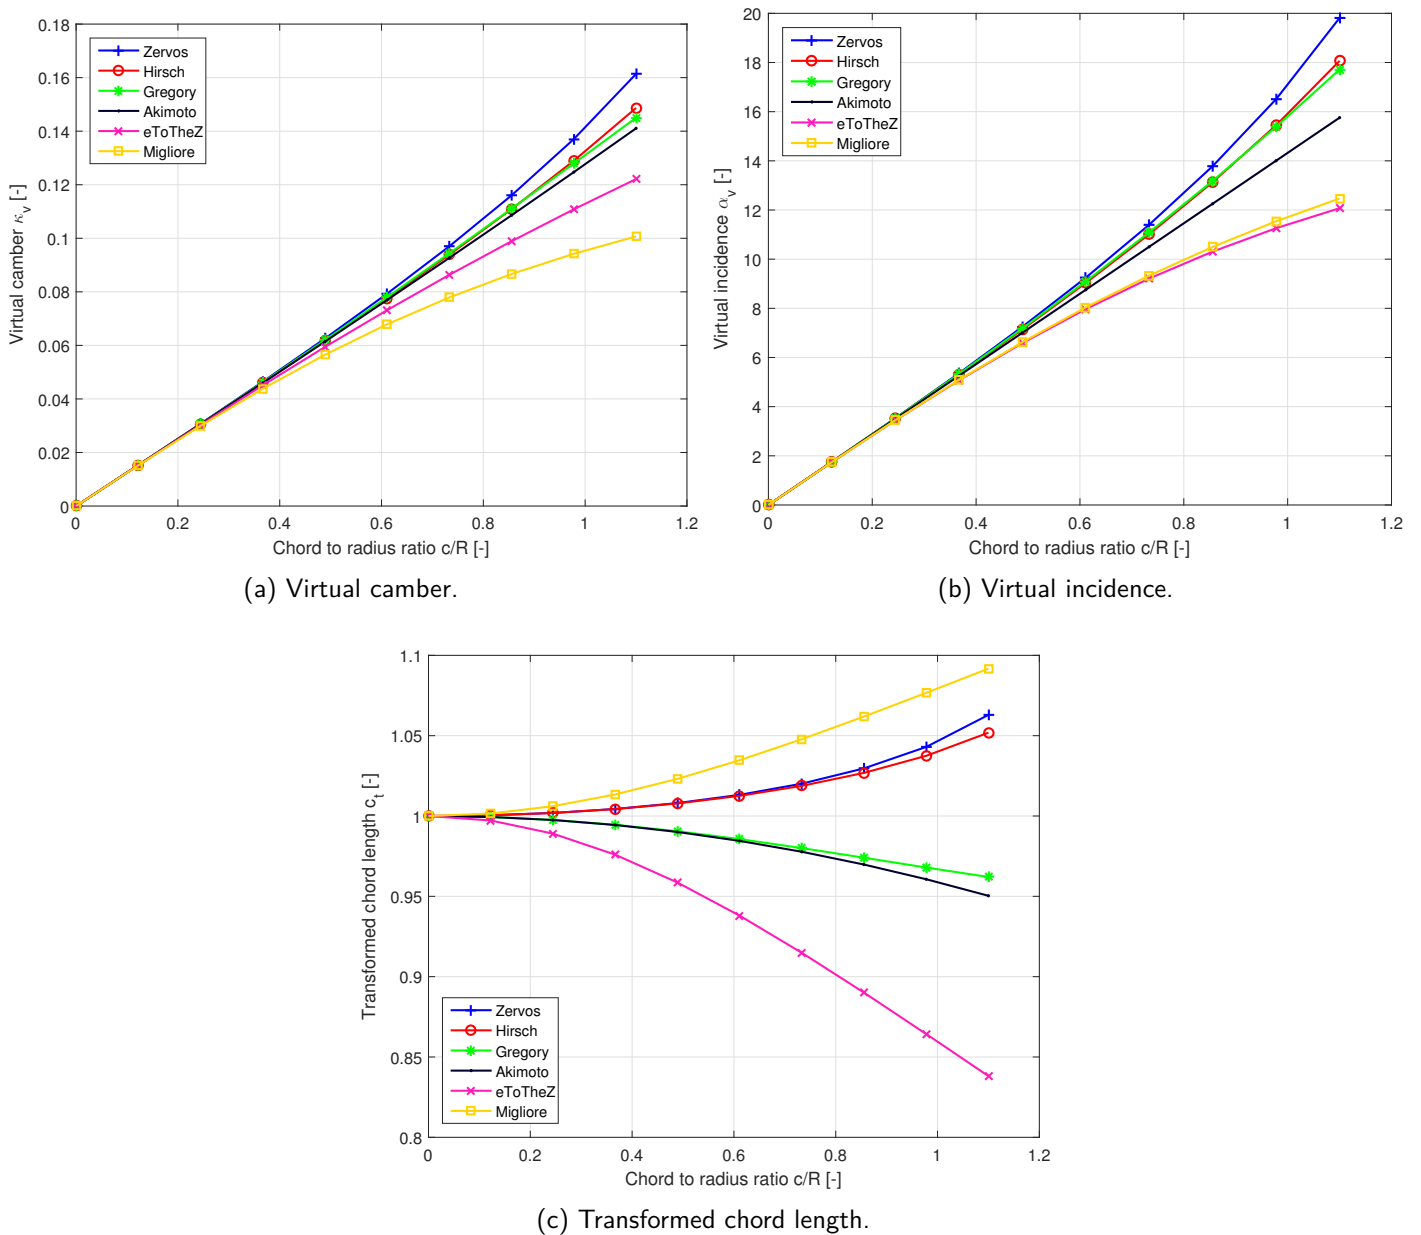 0.18
0.16
0.14
0.12
0.1
0.08
0.06
0.04
0.02
0
Virtual camber κv [-]
Zervos
Hirsch
Gregory
Akimoto
eToTheZ
Migliore
0 0.2 0.4 0.6 0.8 1 1.2
Chord to radius ratio c/R [-]
(a) Virtual camber.
20
18
16
14
12
10
8
6
4
2
0
Virtual incidence αv [-]
Zervos
Hirsch
Gregory
Akimoto
eToTheZ
Migliore
0 0.2 0.4 0.6 0.8 1 1.2
Chord to radius ratio c/R [-]
(b) Virtual incidence.
1.1
1.05
1
0.95
0.9
0.85
0.8
Transformed chord length ct [-]
Zervos
Hirsch
Gregory
Akimoto
eToTheZ
Migliore
0 0.2 0.4 0.6 0.8 1 1.2
Chord to radius ratio c/R [-]
(c) Transformed chord length.